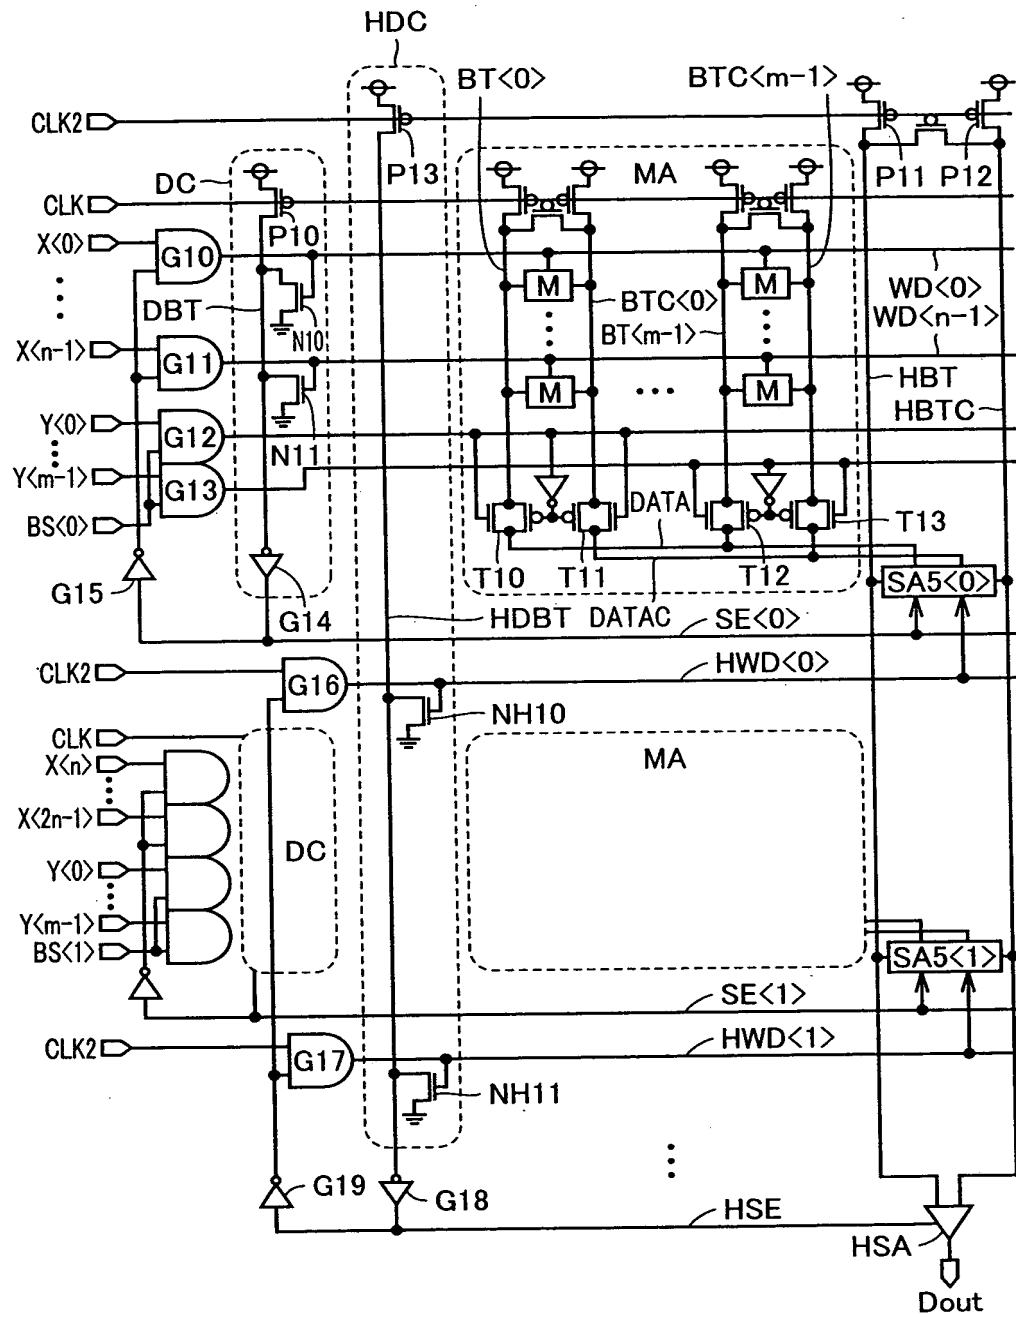 HDC
BT<0>
BTC<m-1>
CLK2
P13
P11
P12
DC
MA
CLK
P10
X<0>
G10
M
M
WD<0>
DBT
N10
BTC<0>
BT<m-1>
WD<n-1>
X<n-1>
G11
M
M
HBT
HBTC
Y<0>
G12
N11
Y<m-1>
G13
BS<0>
DATA
T13
T10
T11
T12
G15
G14
SA5<0>
HDBT
DATAC
SE<0>
CLK2
G16
HWD<0>
NH10
CLK
X<n>
MA
X<2n-1>
DC
Y<0>
Y<m-1>
BS<1>
SA5<1>
SE<1>
CLK2
G17
HWD<1>
NH11
G19
G18
HSE
HSA
Dout